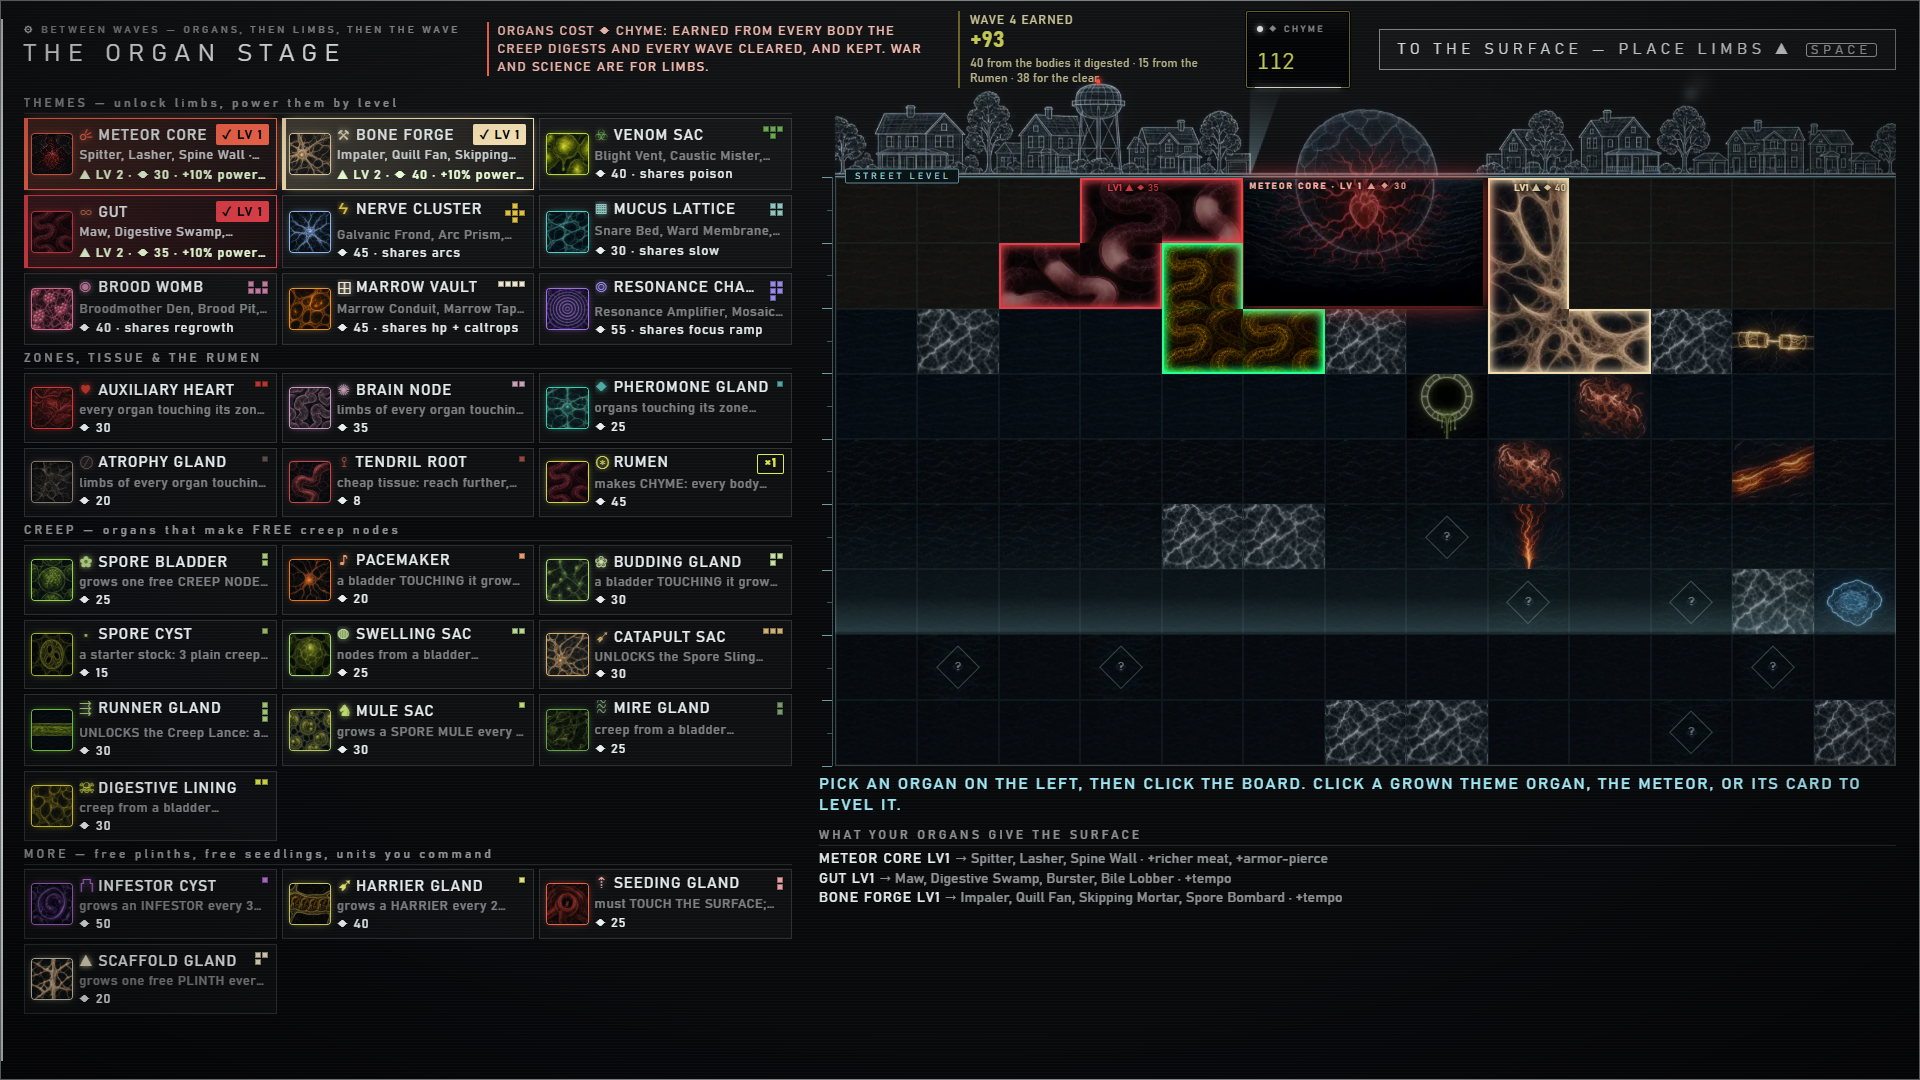 BETWEEN WAVES — ORGANS, THEN LIMBS, THEN THE WAVE
THE ORGAN STAGE
ORGANS COST ◆ CHYME: EARNED FROM EVERY BODY THE
CREEP DIGESTS AND EVERY WAVE CLEARED, AND KEPT. WAR
AND SCIENCE ARE FOR LIMBS.
WAVE 4 EARNED
+93
40 from the bodies it digested · 15 from the
Rumen · 38 for the clear
◆ CHYME
112
TO THE SURFACE — PLACE LIMBS ▲ SPACE
THEMES — unlock limbs, power them by level
METEOR CORE ✓ LV 1
Spitter, Lasher, Spine Wall ·…
▲ LV 2 · ◆ 30 · +10% power…
BONE FORGE ✓ LV 1
Impaler, Quill Fan, Skipping…
▲ LV 2 · ◆ 40 · +10% power…
VENOM SAC
Blight Vent, Caustic Mister,…
◆ 40 · shares poison
GUT ✓ LV 1
Maw, Digestive Swamp,…
▲ LV 2 · ◆ 35 · +10% power…
NERVE CLUSTER
Galvanic Frond, Arc Prism,…
◆ 45 · shares arcs
MUCUS LATTICE
Snare Bed, Ward Membrane,…
◆ 30 · shares slow
BROOD WOMB
Broodmother Den, Brood Pit,…
◆ 40 · shares regrowth
MARROW VAULT
Marrow Conduit, Marrow Tap…
◆ 45 · shares hp + caltrops
RESONANCE CHA…
Resonance Amplifier, Mosaic…
◆ 55 · shares focus ramp
ZONES, TISSUE & THE RUMEN
AUXILIARY HEART
every organ touching its zon…
◆ 30
BRAIN NODE
limbs of every organ touchin…
◆ 35
PHEROMONE GLAND
organs touching its zone…
◆ 25
ATROPHY GLAND
limbs of every organ touchin…
◆ 20
TENDRIL ROOT
cheap tissue: reach further,…
◆ 8
RUMEN ×1
makes CHYME: every body…
◆ 45
CREEP — organs that make FREE creep nodes
SPORE BLADDER
grows one free CREEP NODE…
◆ 25
PACEMAKER
a bladder TOUCHING it grow…
◆ 20
BUDDING GLAND
a bladder TOUCHING it grow…
◆ 30
SPORE CYST
a starter stock: 3 plain creep…
◆ 15
SWELLING SAC
nodes from a bladder…
◆ 25
CATAPULT SAC
UNLOCKS the Spore Sling…
◆ 30
RUNNER GLAND
UNLOCKS the Creep Lance: a…
◆ 30
MULE SAC
grows a SPORE MULE every …
◆ 30
MIRE GLAND
creep from a bladder…
◆ 25
DIGESTIVE LINING
creep from a bladder…
◆ 30
MORE — free plinths, free seedlings, units you command
INFESTOR CYST
grows an INFESTOR every 3…
◆ 50
HARRIER GLAND
grows a HARRIER every 2…
◆ 40
SEEDING GLAND
must TOUCH THE SURFACE;…
◆ 25
SCAFFOLD GLAND
grows one free PLINTH ever…
◆ 20
STREET LEVEL
LV1 ▲ ◆ 35
METEOR CORE · LV 1 ▲ ◆ 30
LV1 ▲ ◆ 40
?
?
?
?
?
?
?
PICK AN ORGAN ON THE LEFT, THEN CLICK THE BOARD. CLICK A GROWN THEME ORGAN, THE METEOR, OR ITS CARD TO
LEVEL IT.
WHAT YOUR ORGANS GIVE THE SURFACE
METEOR CORE LV1 → Spitter, Lasher, Spine Wall · +richer meat, +armor-pierce
GUT LV1 → Maw, Digestive Swamp, Burster, Bile Lobber · +tempo
BONE FORGE LV1 → Impaler, Quill Fan, Skipping Mortar, Spore Bombard · +tempo